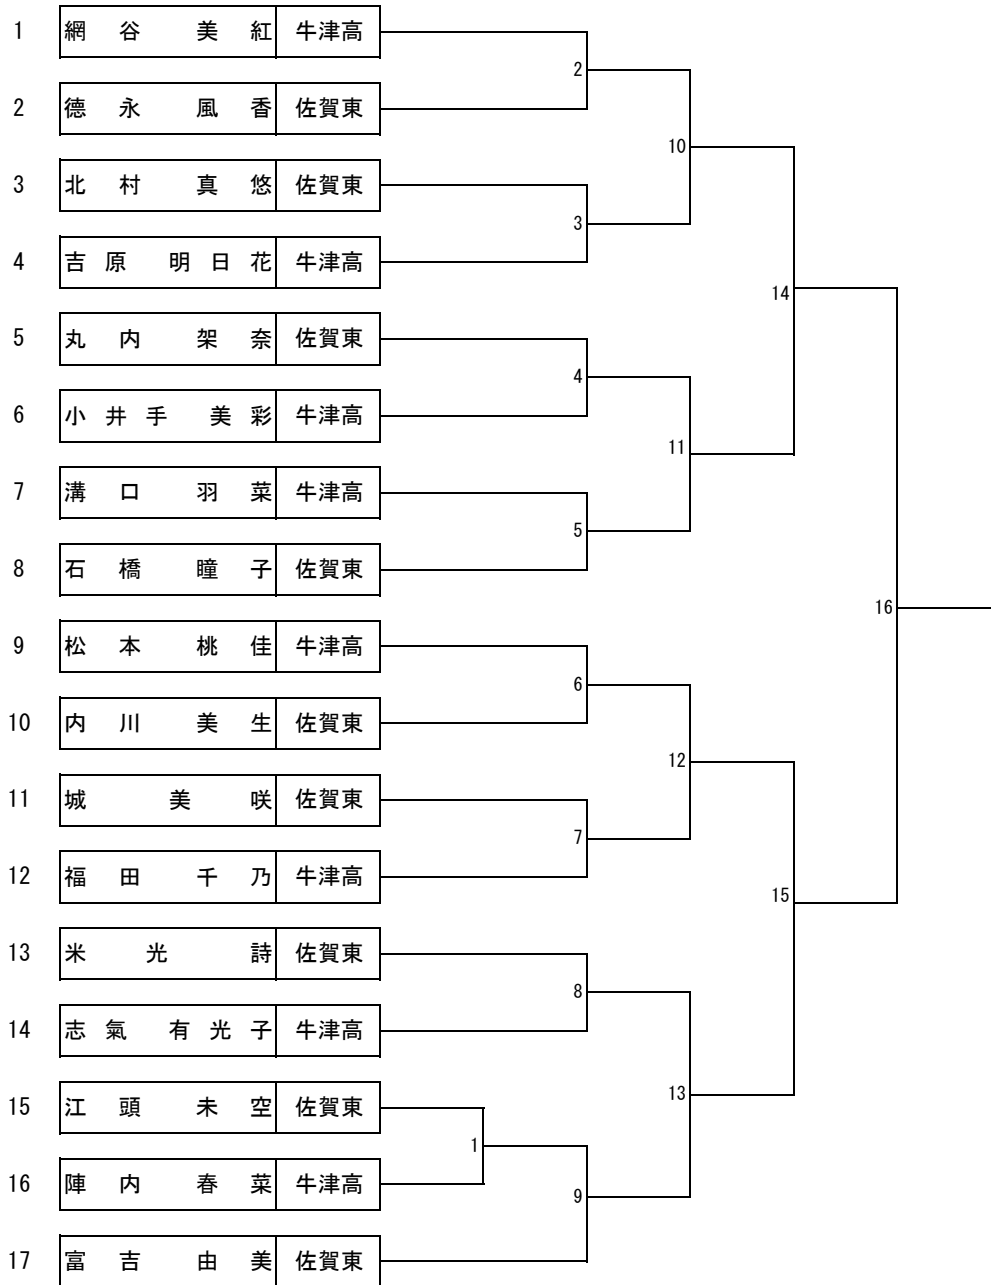 1 網谷 美紅 牛津高
2
2 德永 風香 佐賀東
10
3 北村 真悠 佐賀東
3
4 吉原 明日花 牛津高
14
5 丸内 架奈 佐賀東
4
6 小井手 美彩 牛津高
11
7 溝口 羽菜 牛津高
5
8 石橋 瞳子 佐賀東
16
9 松本 桃佳 牛津高
6
10 内川 美生 佐賀東
12
11 城 美咲 佐賀東
7
12 福田 千乃 牛津高
15
13 米光 詩 佐賀東
8
14 志氣 有光子 牛津高
13
15 江頭 未空 佐賀東
1
16 陣内 春菜 牛津高
9
17 富吉 由美 佐賀東